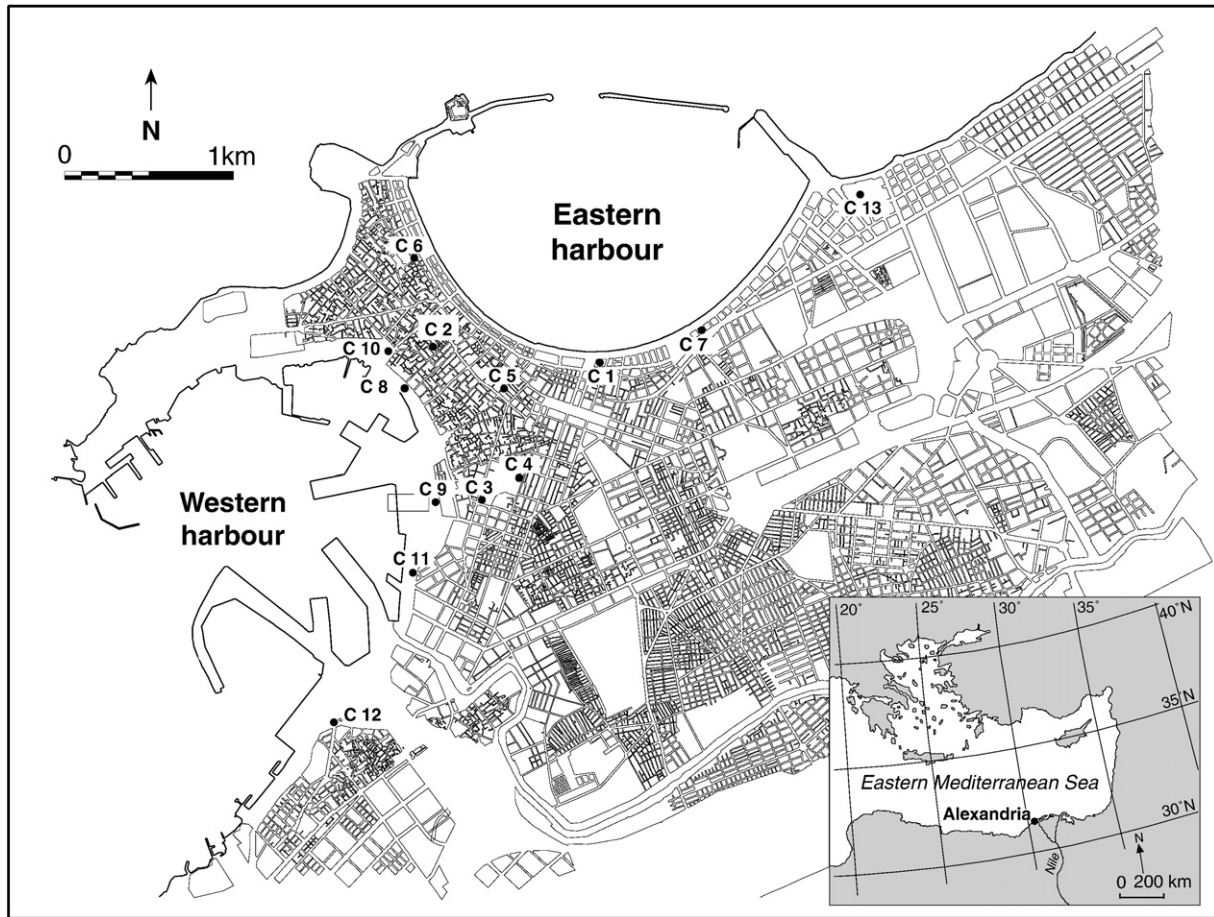 N
0 1km
Eastern
harbour
C 13
C 6
C 2
C 10
C 7
C 5
C 1
C 8
C 4
C 9
C 3
Western
harbour
C 11
C 12
20° 25° 30° 35° 40°N
35°N
Eastern Mediterranean Sea
Alexandria
30°N
N
Nile
0 200 km